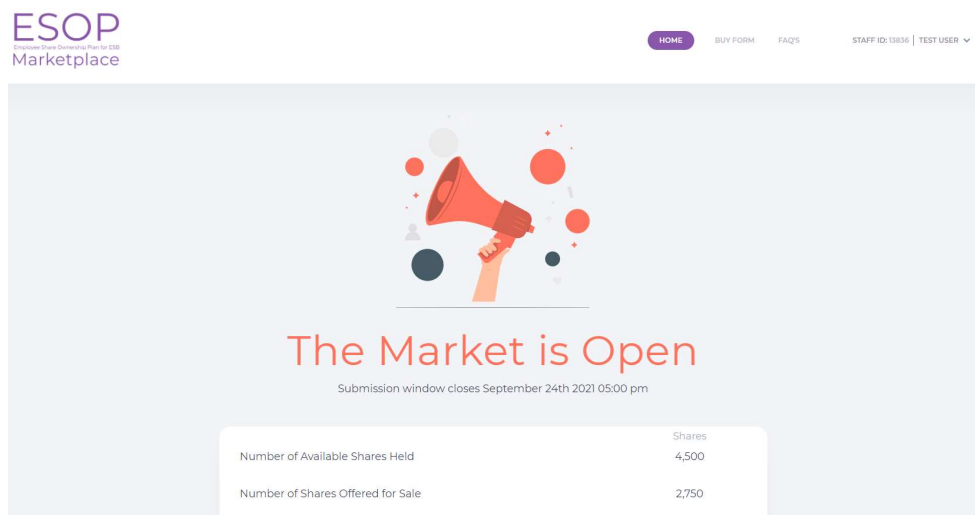 ESOP
Employee Share Ownership Plan for ESB
Marketplace
HOME BUY FORM FAQ'S STAFF ID: 13836 | TEST USER
The Market is Open
Submission window closes September 24th 2021 05:00 pm
Shares
Number of Available Shares Held 4,500
Number of Shares Offered for Sale 2,750